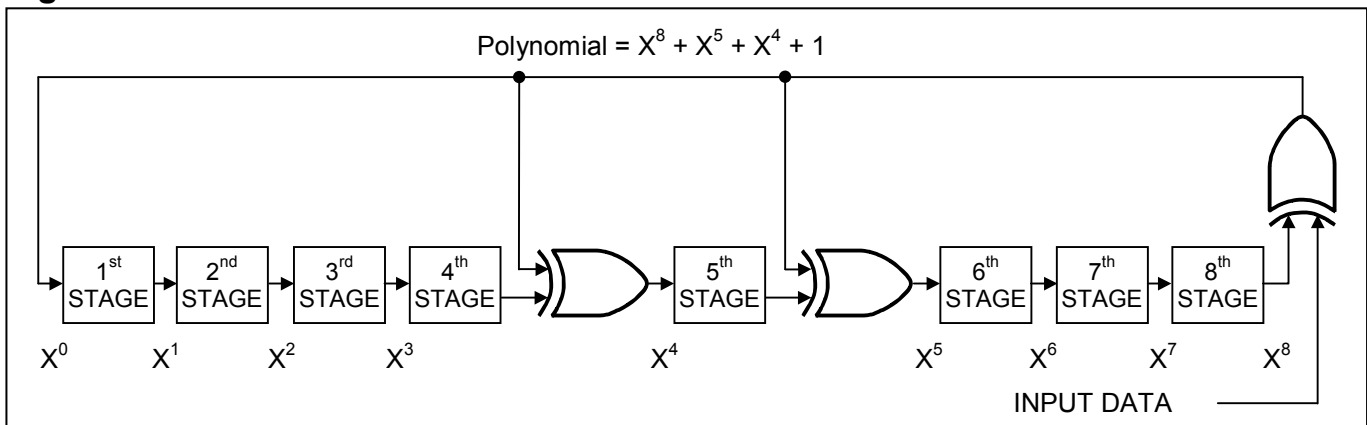 Polynomial = X⁸ + X⁵ + X⁴ + 1
1st STAGE
2nd STAGE
3rd STAGE
4th STAGE
5th STAGE
6th STAGE
7th STAGE
8th STAGE
X⁰ X¹ X² X³ X⁴ X⁵ X⁶ X⁷ X⁸
INPUT DATA